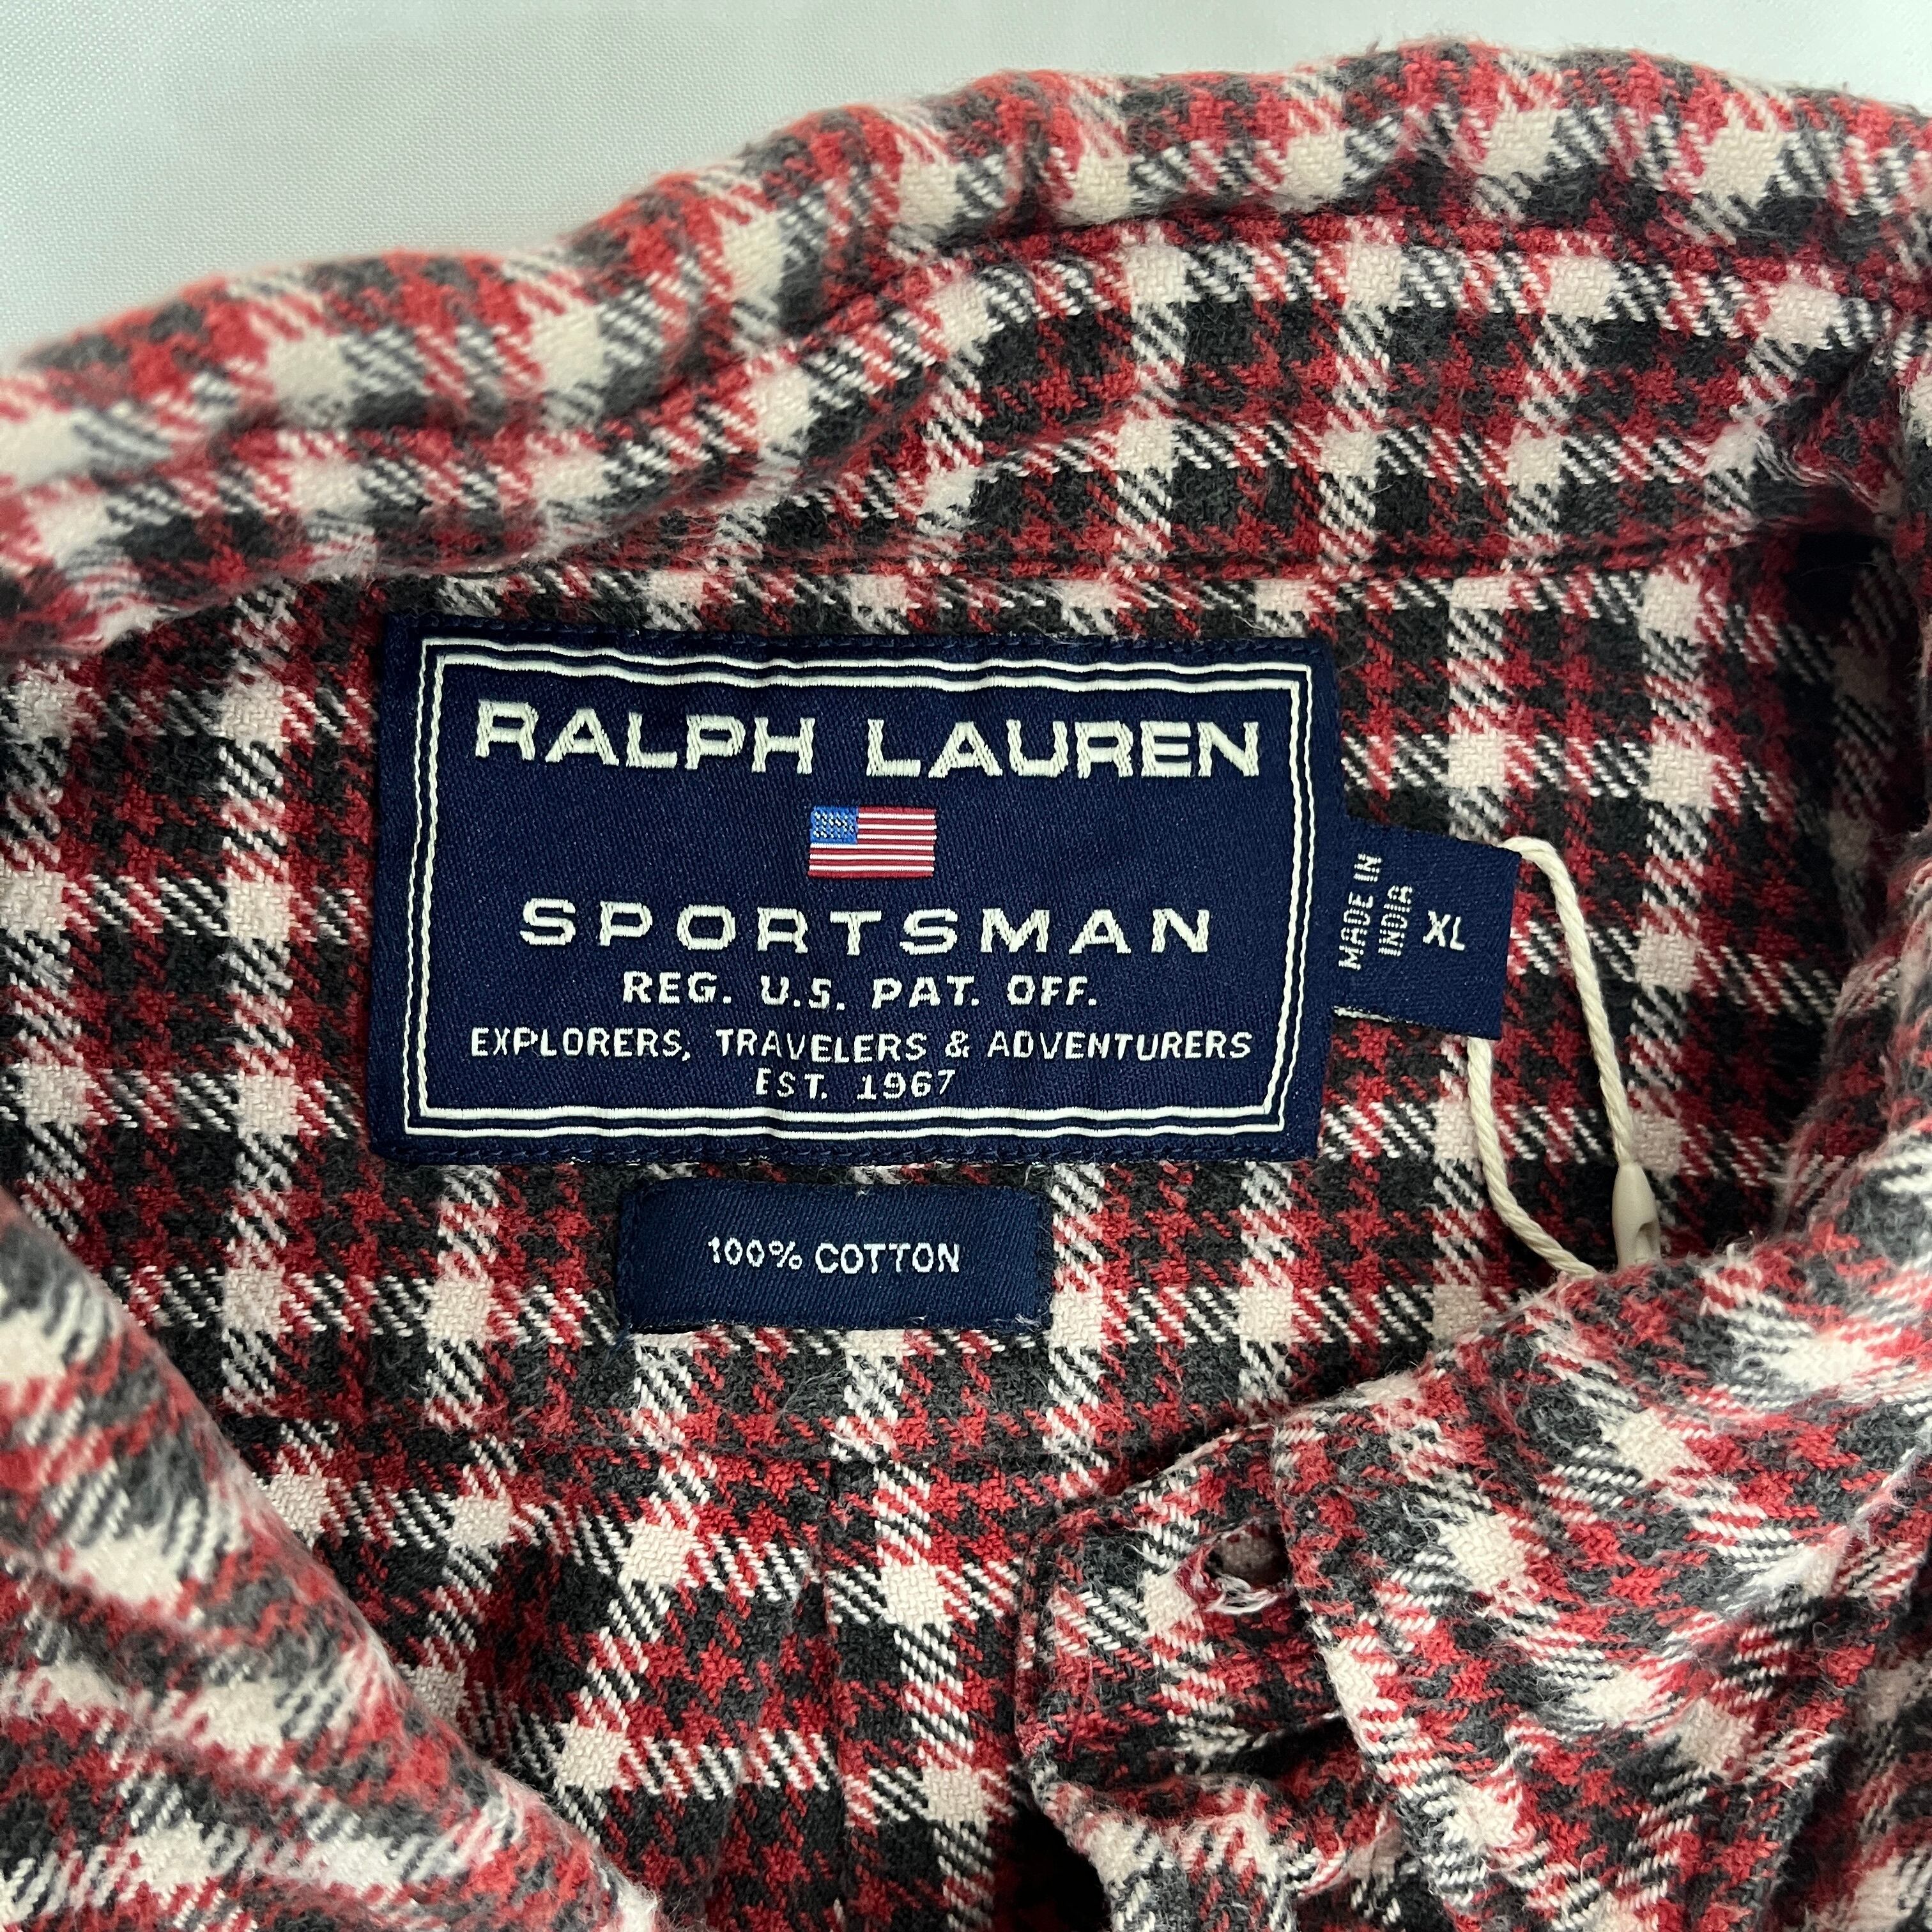 RALPH LAUREN
SPORTSMAN
REG. U.S. PAT. OFF.
EXPLORERS, TRAVELERS & ADVENTURERS
EST. 1967
MADE IN
INDIA
XL
100% COTTON